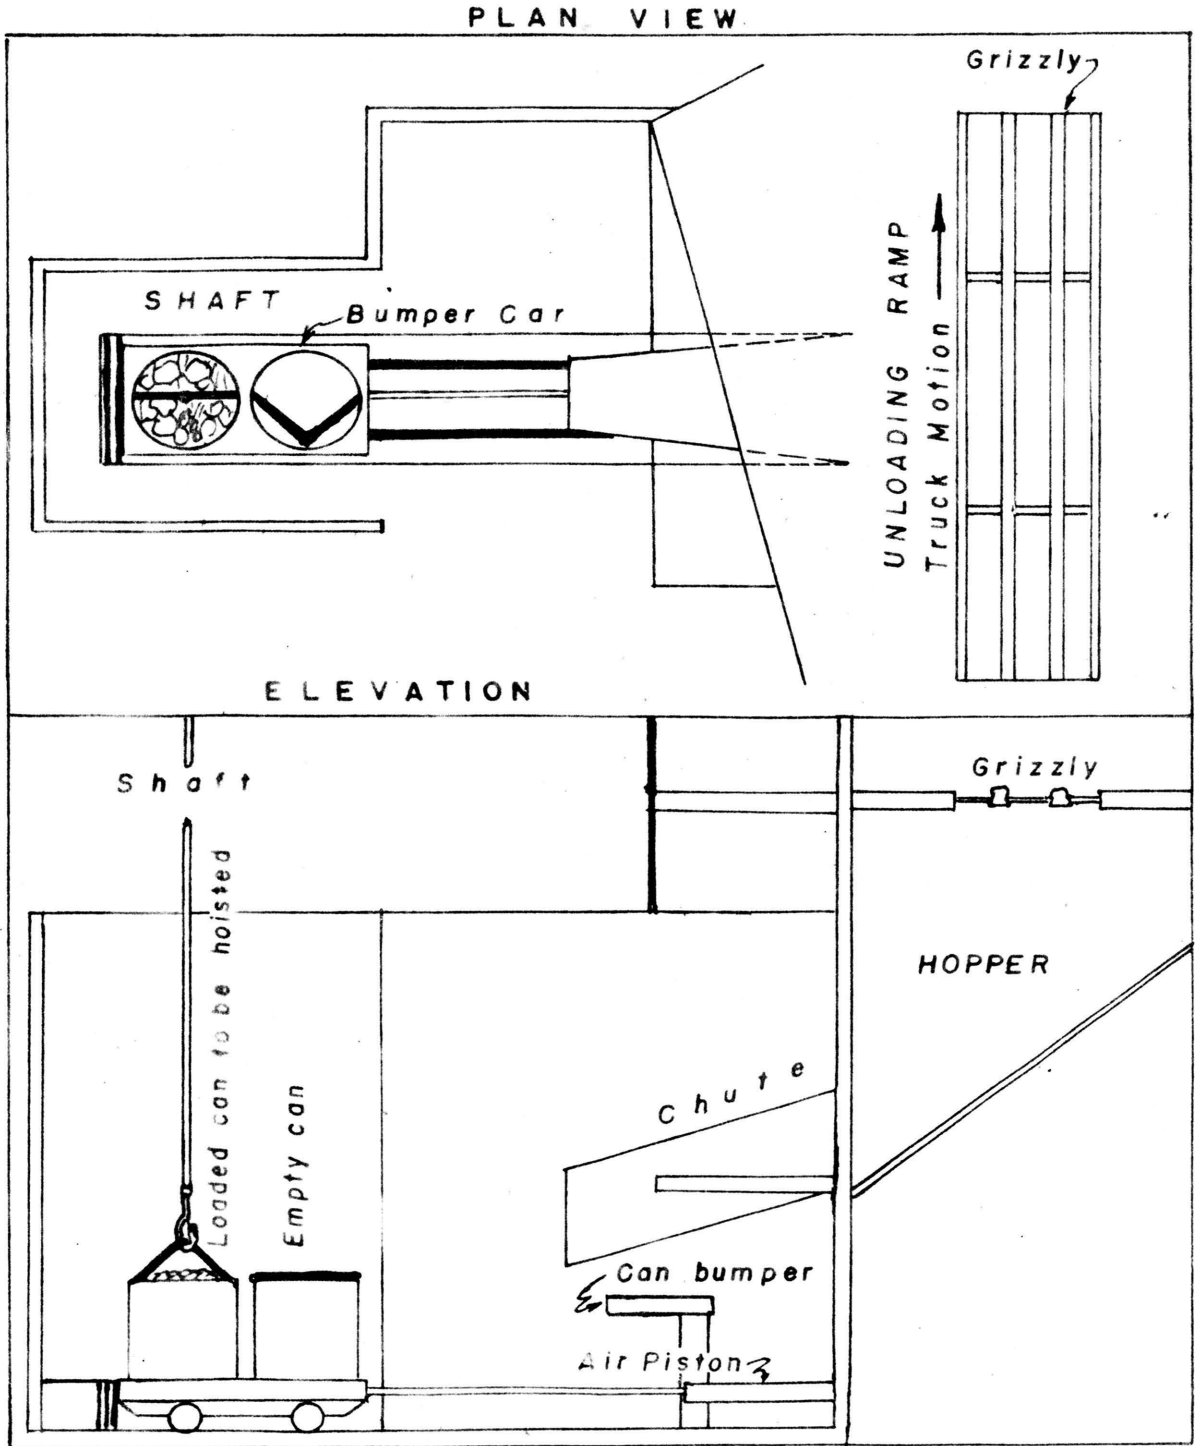 PLAN VIEW
Grizzly
SHAFT
Bumper Car
UNLOADING RAMP
Truck Motion
ELEVATION
Shaft
Grizzly
Loaded can to be hoisted
HOPPER
Empty can
Chute
Can bumper
Air Piston